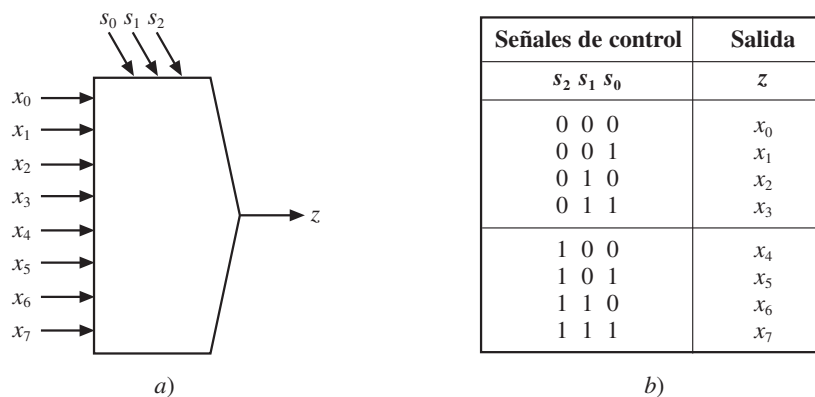 s0 s1 s2
x0
x1
x2
x3
x4
x5
x6
x7
z
a)
Señales de control Salida
s2 s1 s0 z
0 0 0 x0
0 0 1 x1
0 1 0 x2
0 1 1 x3
1 0 0 x4
1 0 1 x5
1 1 0 x6
1 1 1 x7
b)